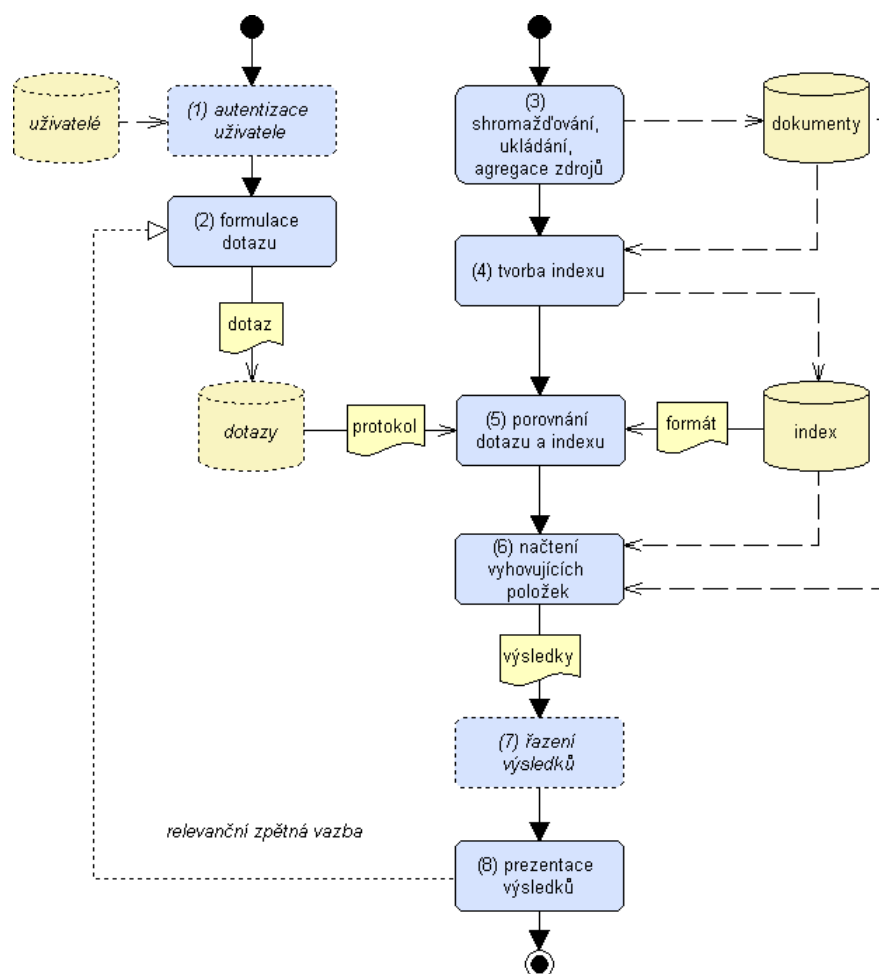 uživatelé
(1) autentizace
uživatele
(2) formulace
dotazu
dotaz
dotazy
protokol
(3)
shromažďování,
ukládání,
agregace zdrojů
dokumenty
(4) tvorba indexu
(5) porovnání
dotazu a indexu
formát
index
(6) načtení
vyhovujících
položek
výsledky
(7) řazení
výsledků
relevanční zpětná vazba
(8) prezentace
výsledků